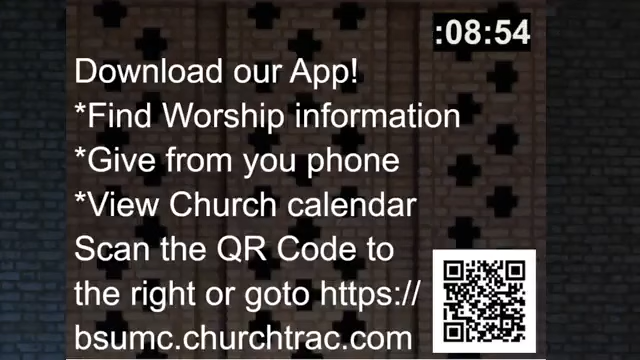 :08:54
Download our App!
*Find Worship information
*Give from you phone
*View Church calendar
Scan the QR Code to
the right or goto https://
bsumc.churchtrac.com